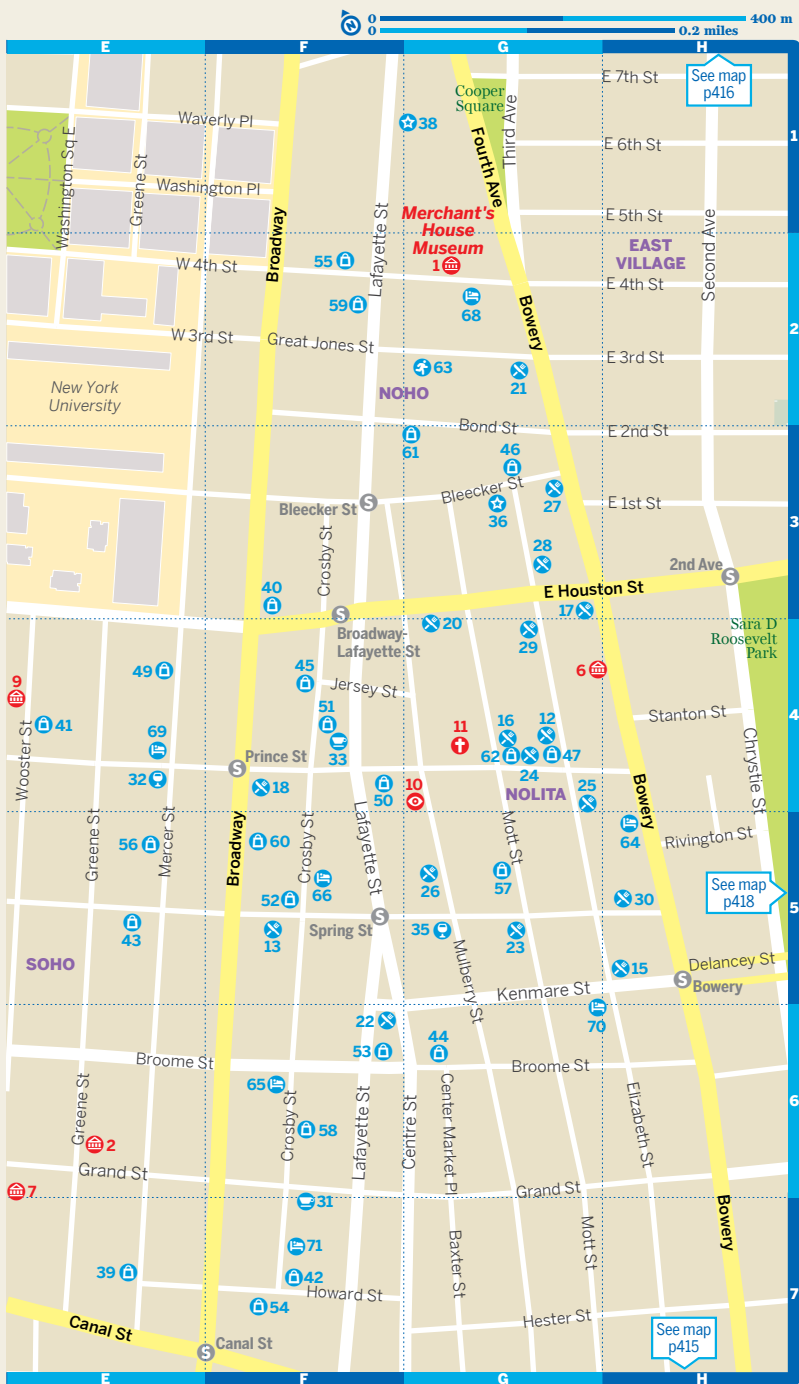 N
0 400 m
0 0.2 miles
E F G H
See map
p416
E 7th St
Cooper
Square
Third Ave
Fourth Ave
Waverly Pl
38
E 6th St
1
Washington Sq E
Greene St
Washington Pl
E 5th St
Merchant's
House
Museum
1
EAST
VILLAGE
Second Ave
Broadway
Lafayette St
W 4th St
55
E 4th St
59
68
Bowery
2
W 3rd St
Great Jones St
E 3rd St
63
21
New York
University
NOHO
Bond St
E 2nd St
61
46
Bleecker St
Bleecker St
36
27
E 1st St
3
Crosby St
28
2nd Ave
40
E Houston St
17
20
Broadway-
Lafayette St
29
Sara D
Roosevelt
Park
6
9
49
45
Jersey St
41
51
11
16
12
Stanton St
4
69
33
62
24
47
Wooster St
Prince St
32
18
50
10
NOLITA
25
Bowery
Chrystie St
Greene St
Mercer St
Broadway
Crosby St
Lafayette St
Mott St
64
Rivington St
56
60
66
26
57
See map
p418
5
52
30
43
13
Spring St
35
23
SOHO
Mulberry St
15
Delancey St
Bowery
Kenmare St
70
22
53
44
Broome St
Broome St
65
Greene St
Crosby St
58
Lafayette St
Centre St
Center Market Pl
Elizabeth St
6
2
Grand St
7
Grand St
31
71
Baxter St
Mott St
Bowery
39
42
Howard St
54
7
Hester St
Canal St
Canal St
See map
p415
E F G H